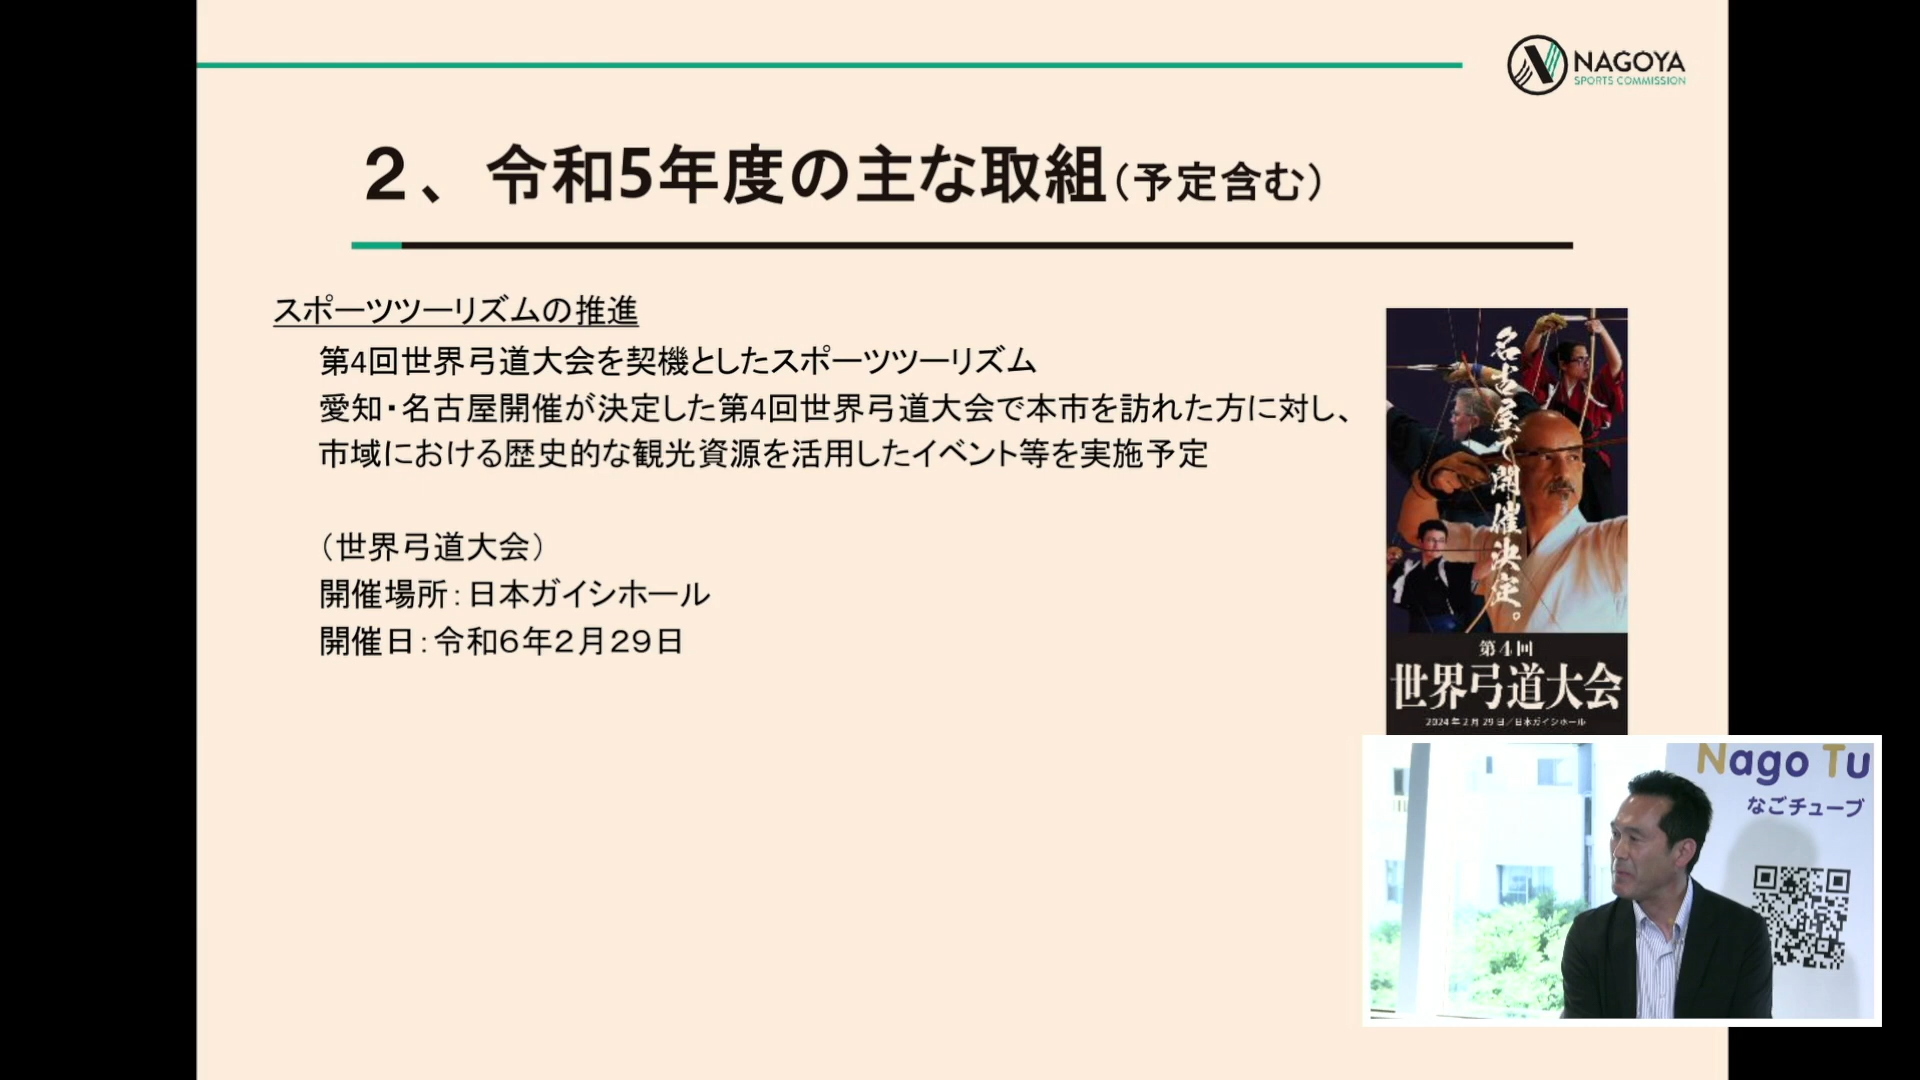 NAGOYA
SPORTS COMMISSION
2、令和5年度の主な取組(予定含む)
スポーツツーリズムの推進
第4回世界弓道大会を契機としたスポーツツーリズム
愛知・名古屋開催が決定した第4回世界弓道大会で本市を訪れた方に対し、
市域における歴史的な観光資源を活用したイベント等を実施予定
(世界弓道大会)
開催場所:日本ガイシホール
開催日:令和6年2月29日
名古屋で開催決定。
第4回
世界弓道大会
2024年2月29日/日本ガイシホール
Nago Tu
なごチューブ